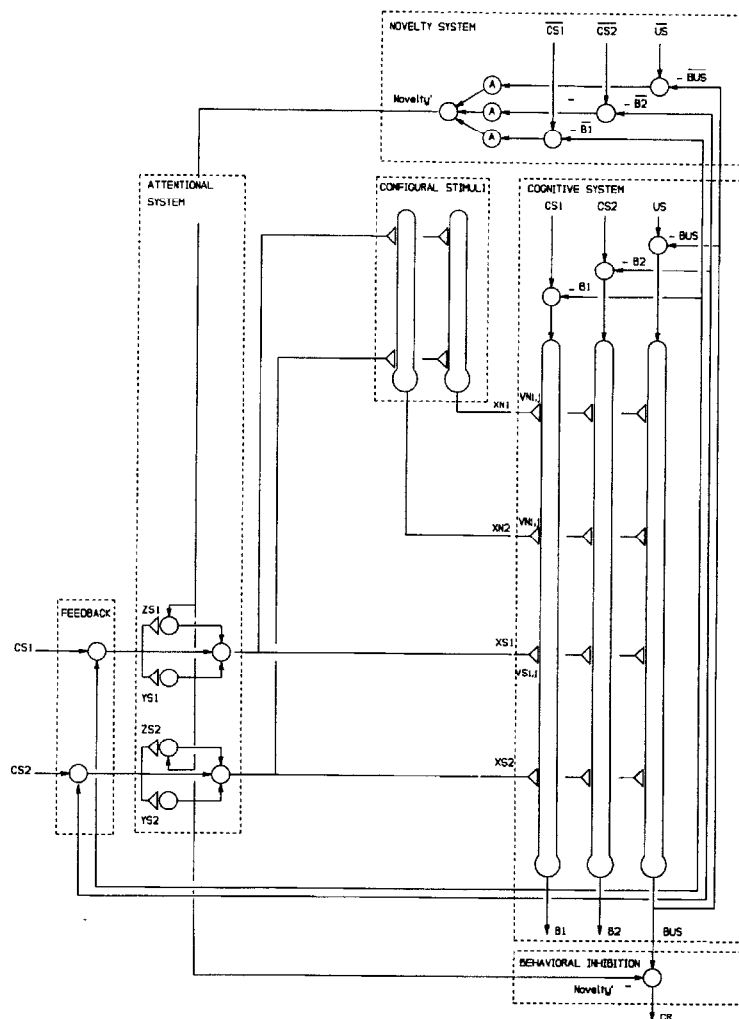 NOVELTY SYSTEM
CS1 CS2 US
- BUS
- B2
- B1
A
A
A
Novelty' -
ATTENTIONAL
SYSTEM
CONFIGURAL STIMULI
COGNITIVE SYSTEM
CS1 CS2 US
- BUS
- B2
- B1
XN1 VN1,j
XN2 VN1,j
FEEDBACK
ZS1
CS1
XS1
VS1,j
YS1
ZS2
CS2
XS2
YS2
B1 B2 BUS
BEHAVIORAL INHIBITION
Novelty' -
CR